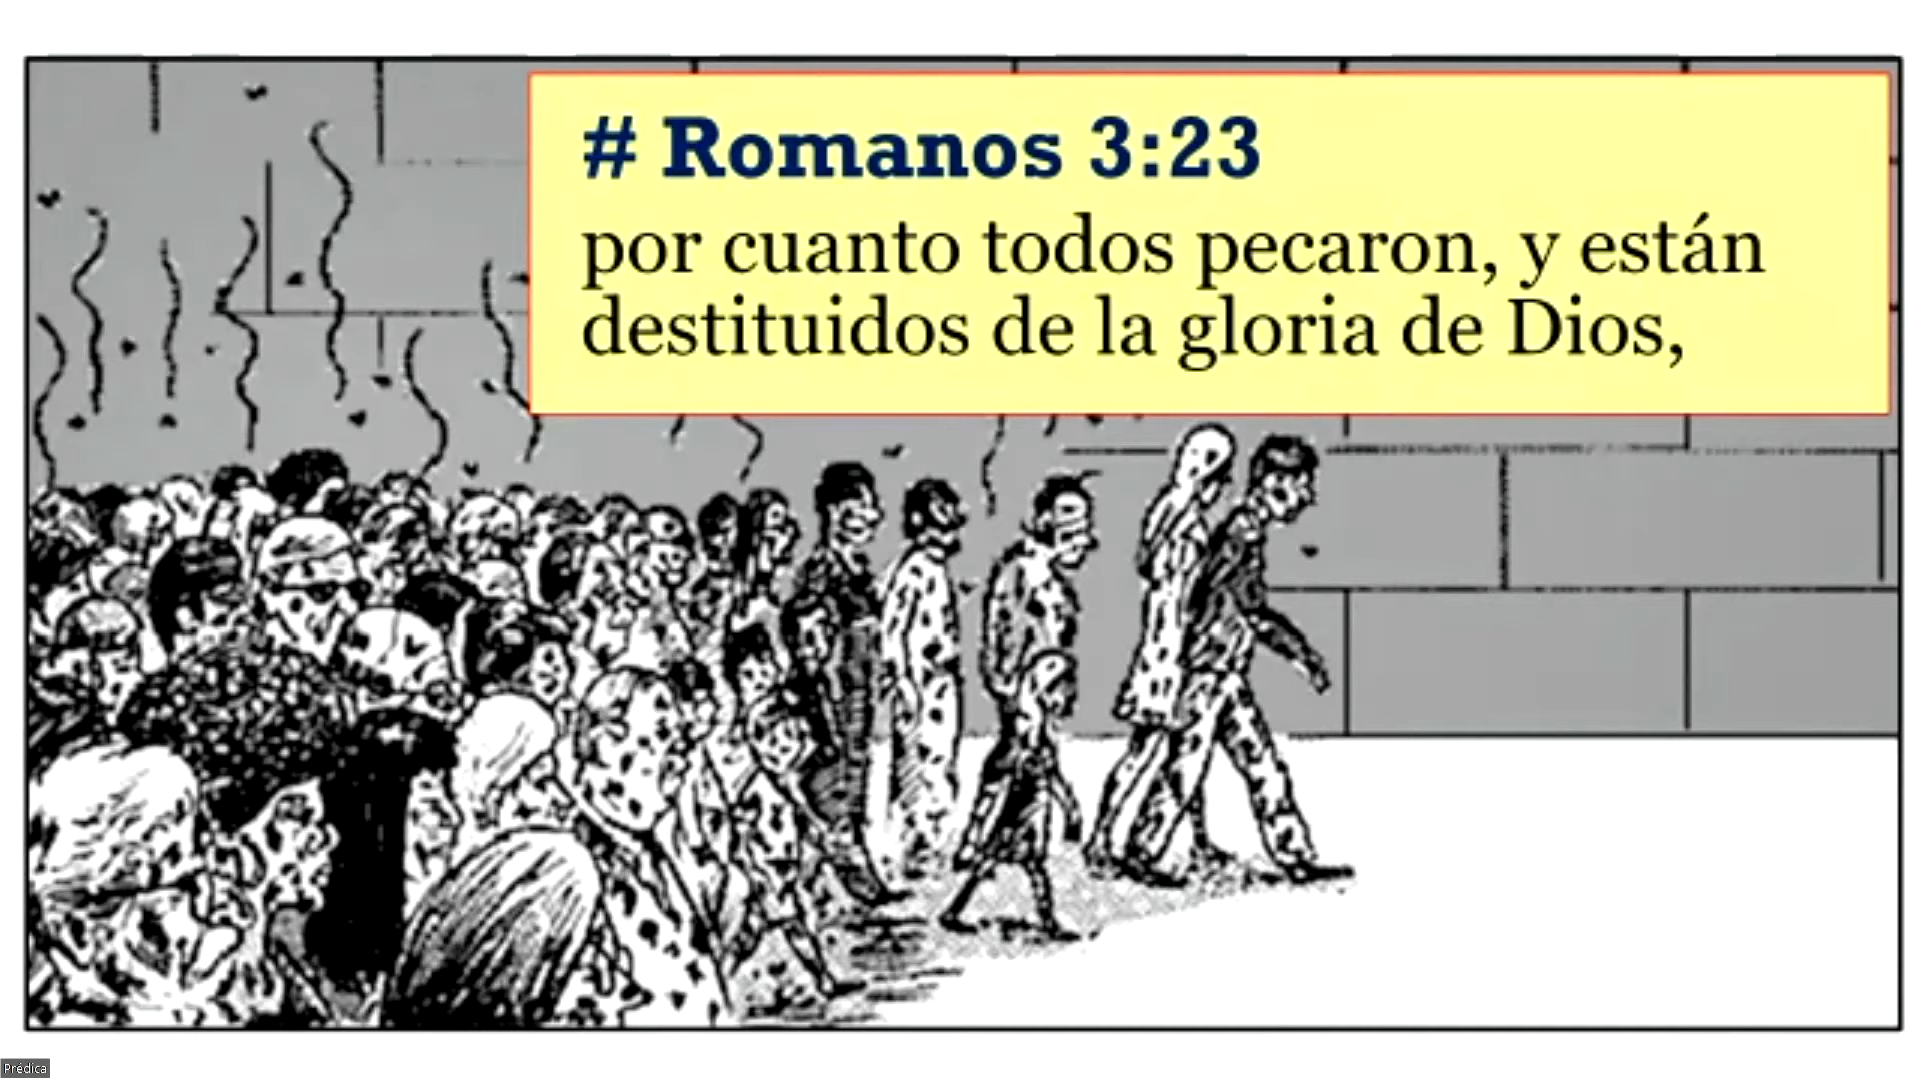 # Romanos 3:23
por cuanto todos pecaron, y están
destituidos de la gloria de Dios,
Prédica